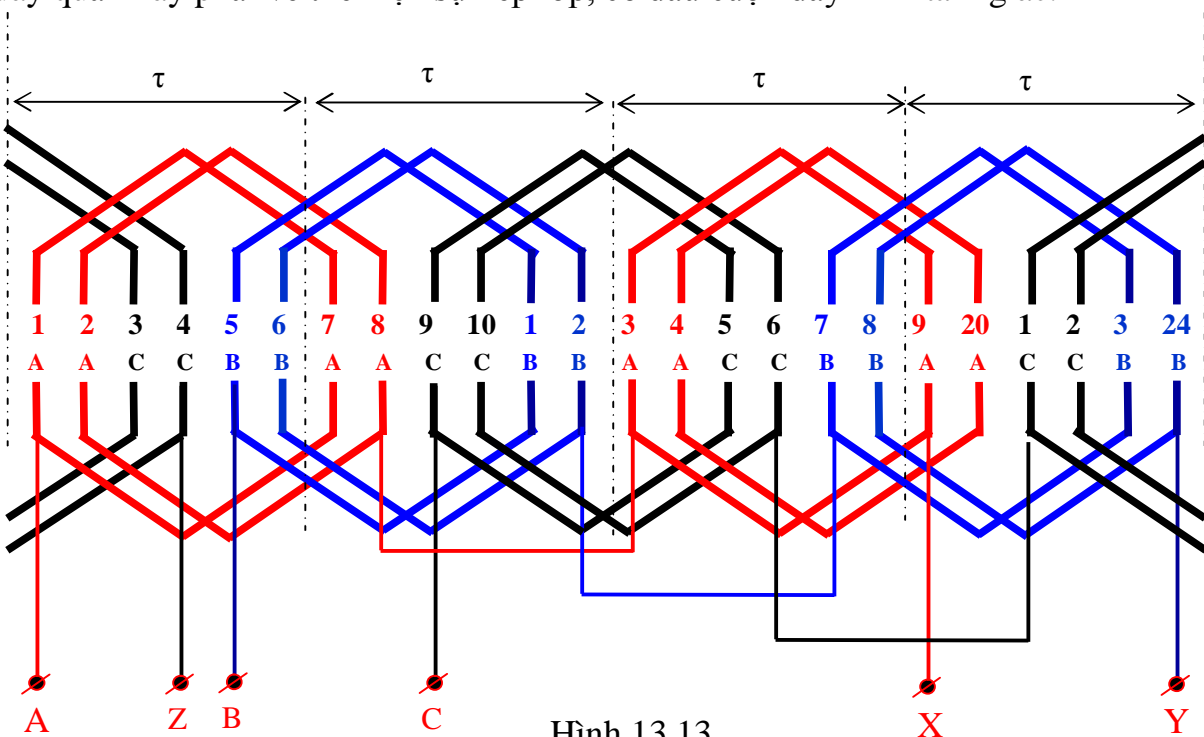 τ τ τ τ
1 2 3 4 5 6 7 8 9 10 1 2 3 4 5 6 7 8 9 20 1 2 3 24
A A C C B B A A C C B B A A C C B B A A C C B B
A Z B C X Y
Hình 13.13